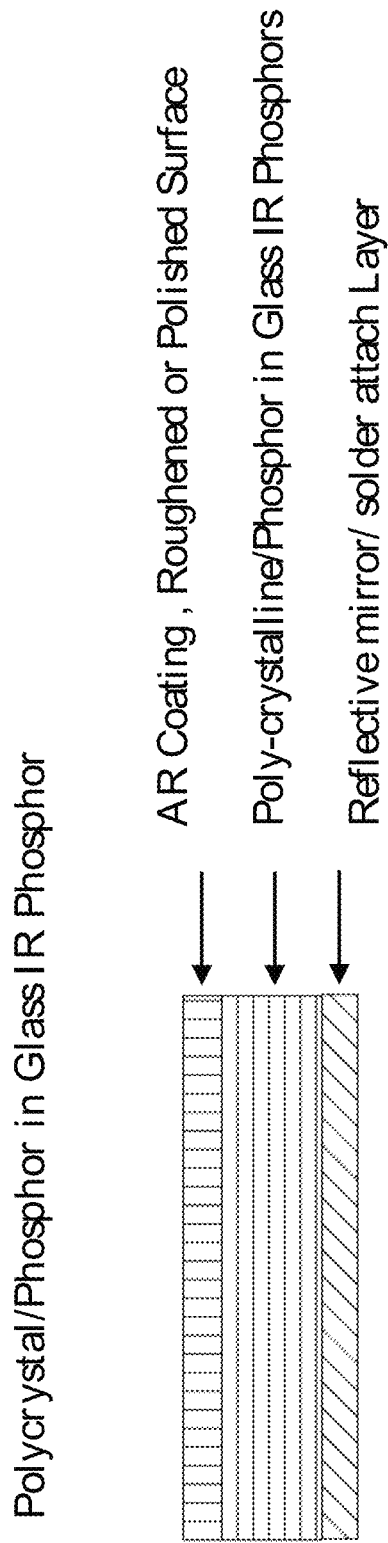 Polycrystal/Phosphor in Glass IR Phosphor
AR Coating , Roughened or Polished Surface
Poly-crystalline/Phosphor in Glass IR Phosphors
Reflective mirror/ solder attach Layer